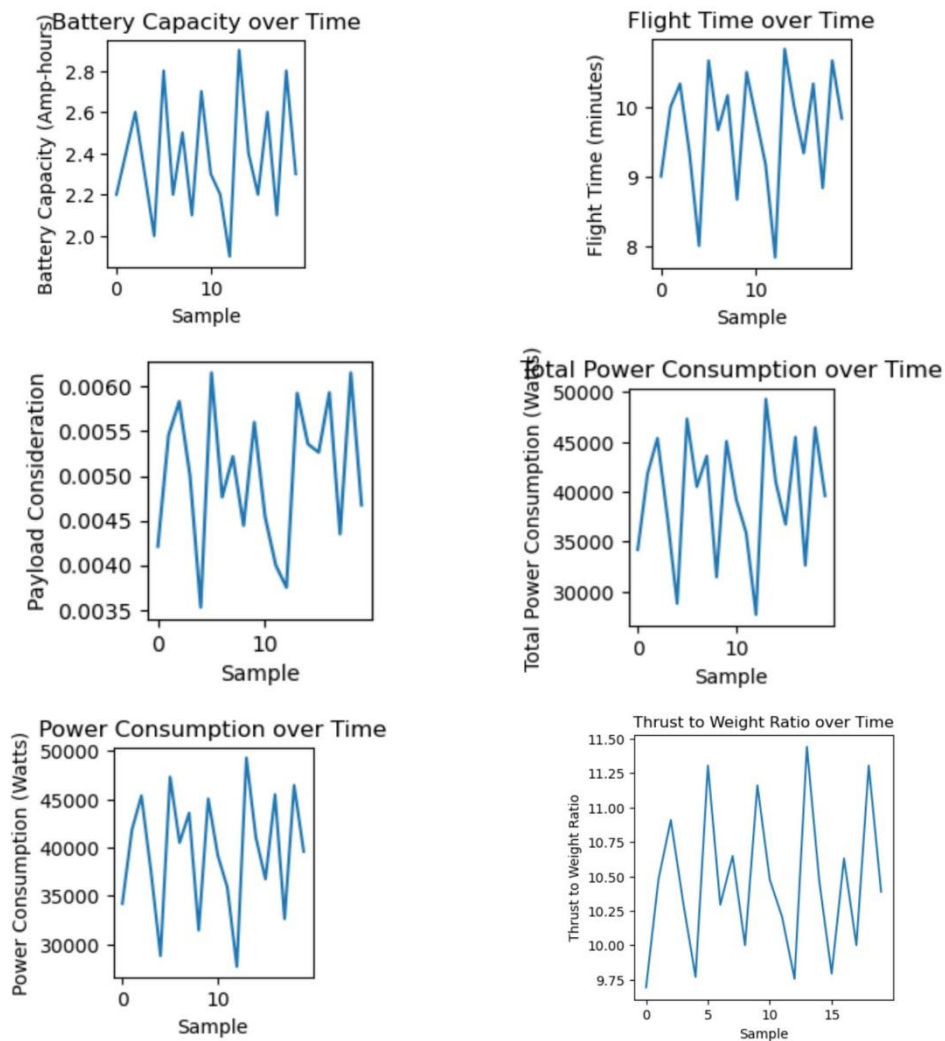 Battery Capacity over Time
Battery Capacity (Amp-hours)
2.8
2.6
2.4
2.2
2.0
0 10
Sample
Flight Time over Time
Flight Time (minutes)
10
9
8
0 10
Sample
Payload Consideration
0.0060
0.0055
0.0050
0.0045
0.0040
0.0035
0 10
Sample
Total Power Consumption over Time
Total Power Consumption (Watts)
50000
45000
40000
35000
30000
0 10
Sample
Power Consumption over Time
Power Consumption (Watts)
50000
45000
40000
35000
30000
0 10
Sample
Thrust to Weight Ratio over Time
Thrust to Weight Ratio
11.50
11.25
11.00
10.75
10.50
10.25
10.00
9.75
0 5 10 15
Sample